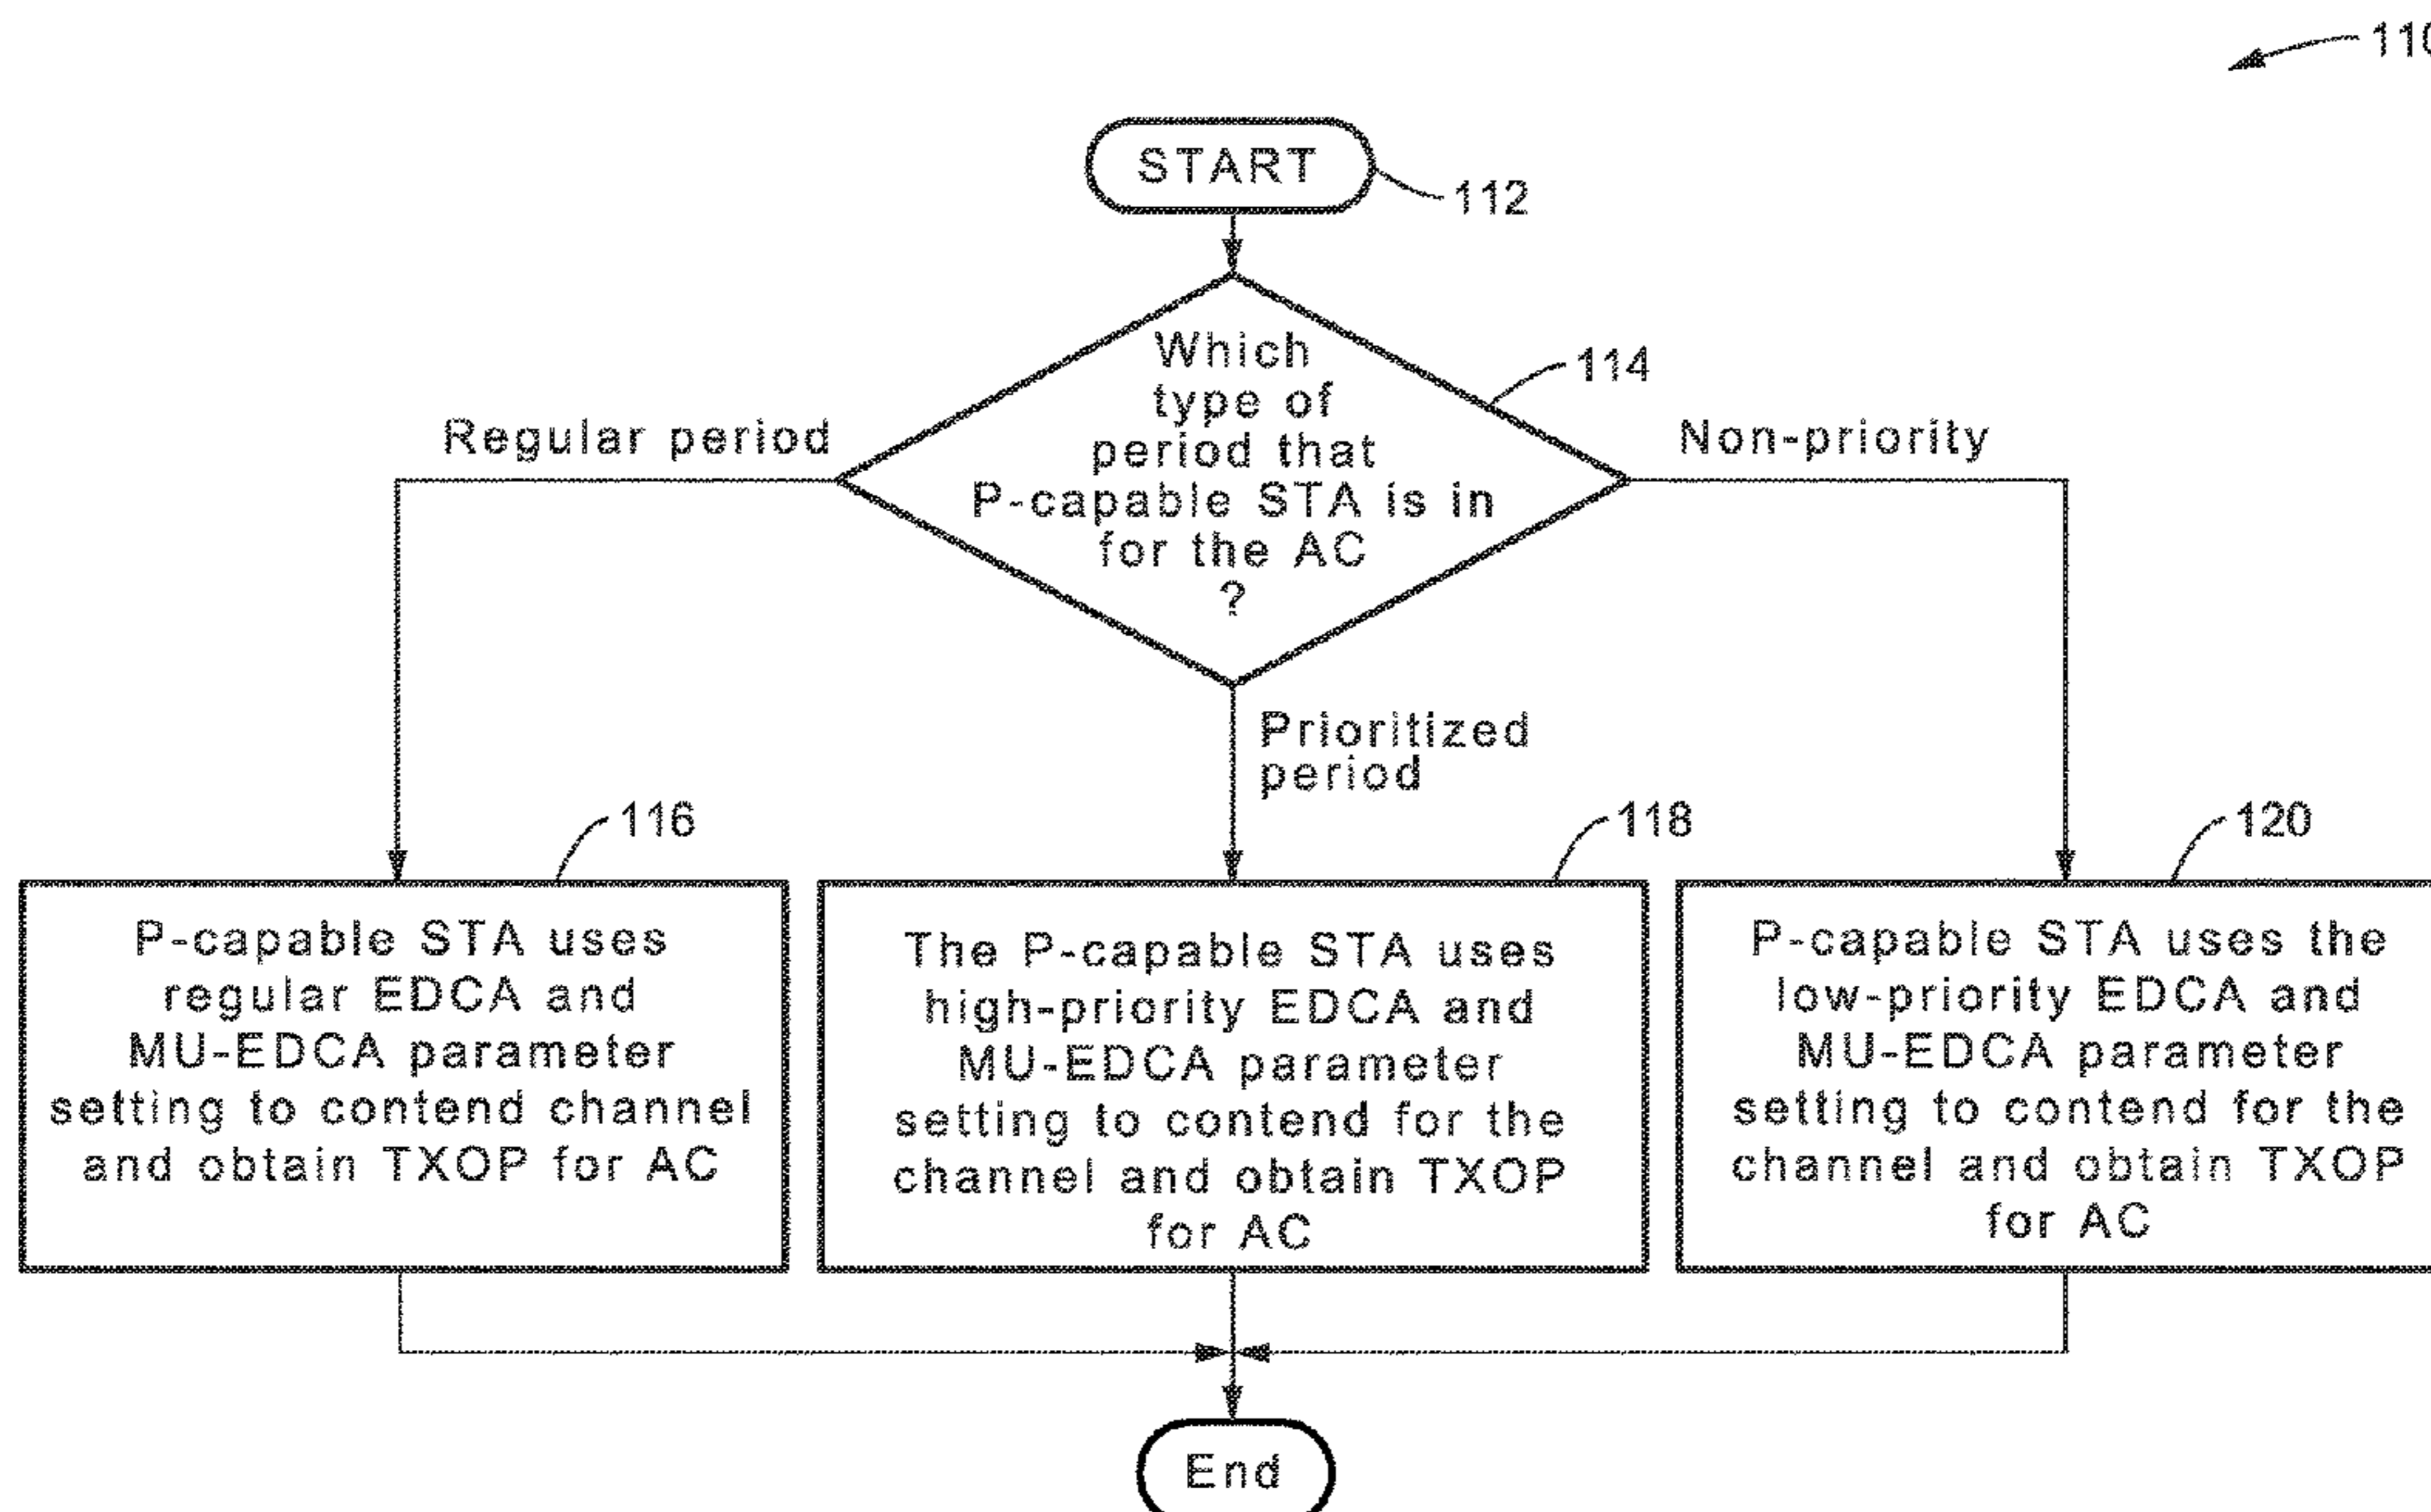 110
START
112
Which
type of
period that
P-capable STA is in
for the AC
?
114
Regular period
Non-priority
Prioritized
period
116
118
120
P-capable STA uses
regular EDCA and
MU-EDCA parameter
setting to contend channel
and obtain TXOP for AC
The P-capable STA uses
high-priority EDCA and
MU-EDCA parameter
setting to contend for the
channel and obtain TXOP
for AC
P-capable STA uses the
low-priority EDCA and
MU-EDCA parameter
setting to contend for the
channel and obtain TXOP
for AC
End